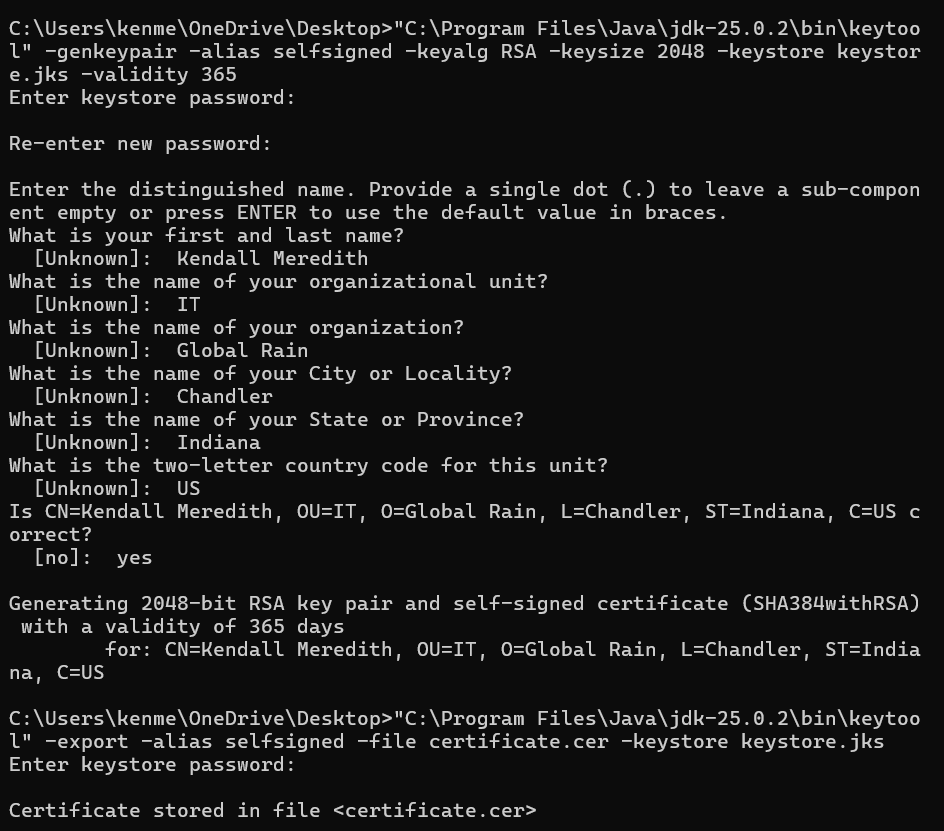 C:\Users\kenme\OneDrive\Desktop>"C:\Program Files\Java\jdk-25.0.2\bin\keytoo
l" -genkeypair -alias selfsigned -keyalg RSA -keysize 2048 -keystore keystor
e.jks -validity 365
Enter keystore password:
Re-enter new password:
Enter the distinguished name. Provide a single dot (.) to leave a sub-compon
ent empty or press ENTER to use the default value in braces.
What is your first and last name?
  [Unknown]:  Kendall Meredith
What is the name of your organizational unit?
  [Unknown]:  IT
What is the name of your organization?
  [Unknown]:  Global Rain
What is the name of your City or Locality?
  [Unknown]:  Chandler
What is the name of your State or Province?
  [Unknown]:  Indiana
What is the two-letter country code for this unit?
  [Unknown]:  US
Is CN=Kendall Meredith, OU=IT, O=Global Rain, L=Chandler, ST=Indiana, C=US c
orrect?
  [no]:  yes
Generating 2048-bit RSA key pair and self-signed certificate (SHA384withRSA)
 with a validity of 365 days
        for: CN=Kendall Meredith, OU=IT, O=Global Rain, L=Chandler, ST=India
na, C=US
C:\Users\kenme\OneDrive\Desktop>"C:\Program Files\Java\jdk-25.0.2\bin\keytoo
l" -export -alias selfsigned -file certificate.cer -keystore keystore.jks
Enter keystore password:
Certificate stored in file <certificate.cer>